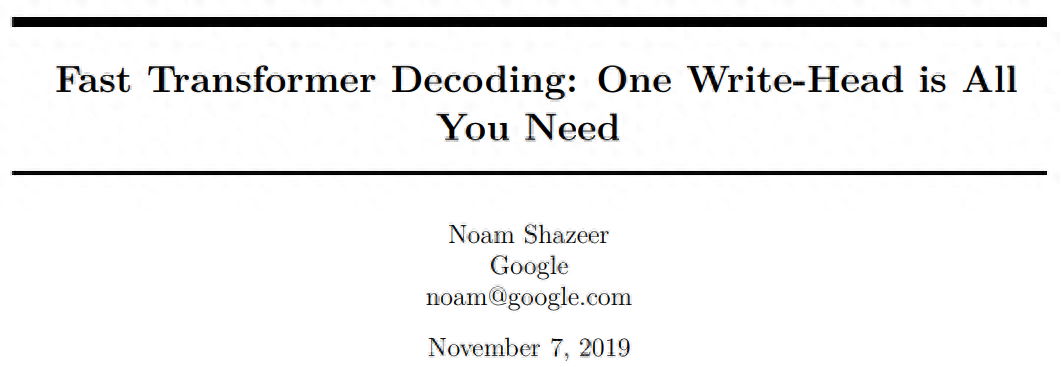 Fast Transformer Decoding: One Write-Head is All
You Need
Noam Shazeer
Google
noam@google.com
November 7, 2019